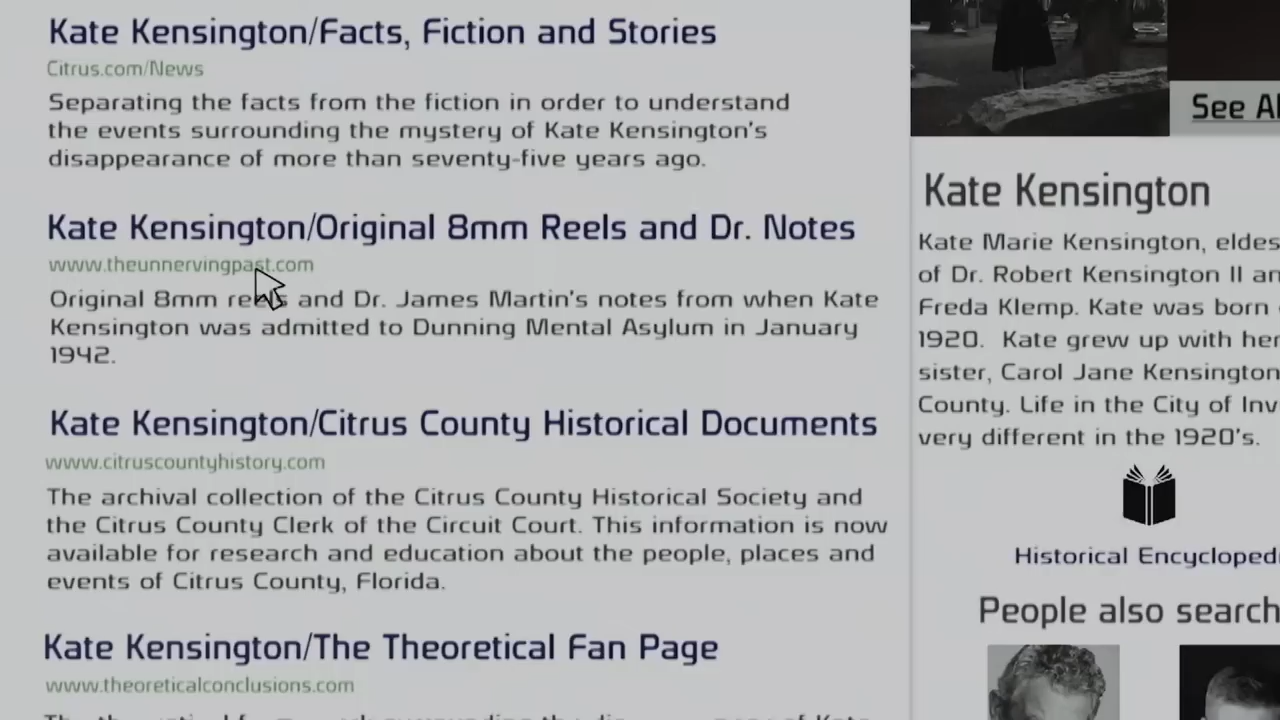 Kate Kensington/Facts, Fiction and Stories
Citrus.com/News
Separating the facts from the fiction in order to understand
the events surrounding the mystery of Kate Kensington's
disappearance of more than seventy-five years ago.
Kate Kensington/Original 8mm Reels and Dr. Notes
www.theunnervingpast.com
Original 8mm reels and Dr. James Martin's notes from when Kate
Kensington was admitted to Dunning Mental Asylum in January
1942.
Kate Kensington/Citrus County Historical Documents
www.citruscountyhistory.com
The archival collection of the Citrus County Historical Society and
the Citrus County Clerk of the Circuit Court. This information is now
available for research and education about the people, places and
events of Citrus County, Florida.
Kate Kensington/The Theoretical Fan Page
www.theoreticalconclusions.com
See
Kate Kensington
Kate Marie Kensington,
of Dr. Robert Kensington II
Freda Klemp. Kate was born
1920. Kate grew up with her
sister, Carol Jane Kensington
County. Life in the City of
very different in the 1920's.
Historical
People also search